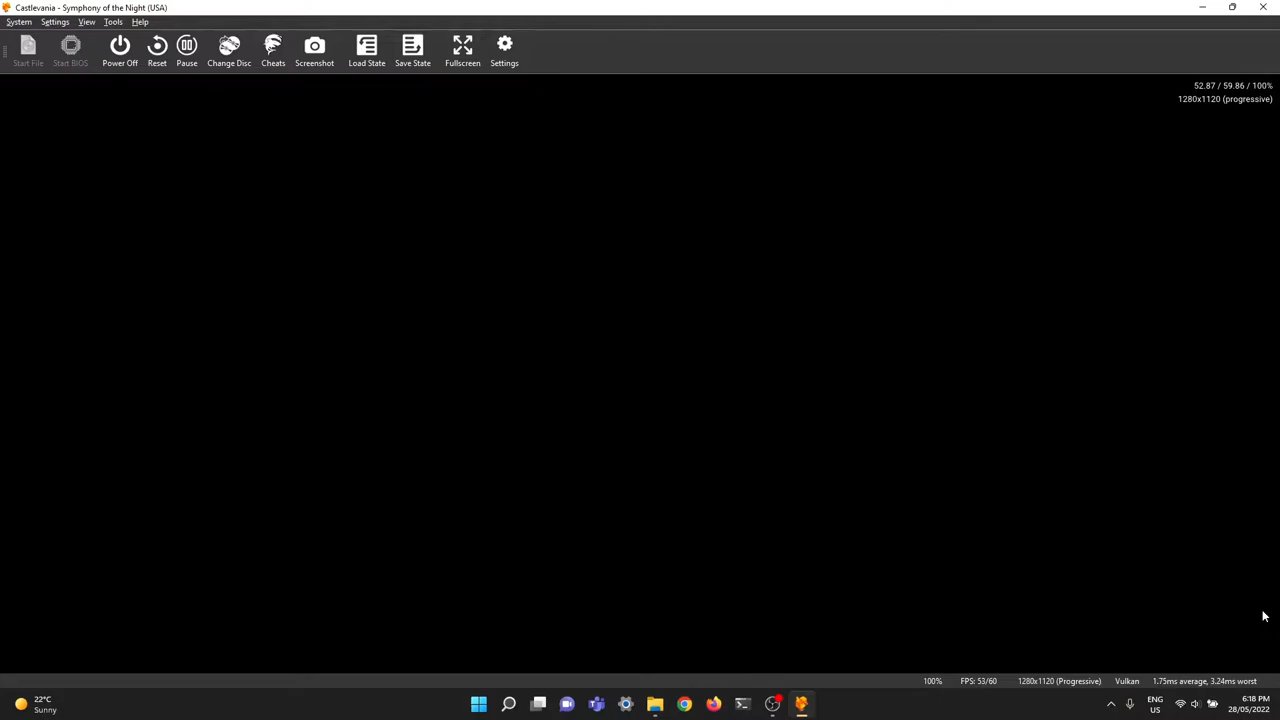 Castlevania - Symphony of the Night (USA)
System Settings View Tools Help
Start File Start BIOS Power Off Reset Pause Change Disc Cheats Screenshot Load State Save State Fullscreen Settings
52.87 / 59.86 / 100%
1280x1120 (progressive)
100% FPS: 53/60 1280x1120 (Progressive) Vulkan 1.75ms average, 3.24ms worst
22°C
Sunny
ENG
US
6:18 PM
28/05/2022